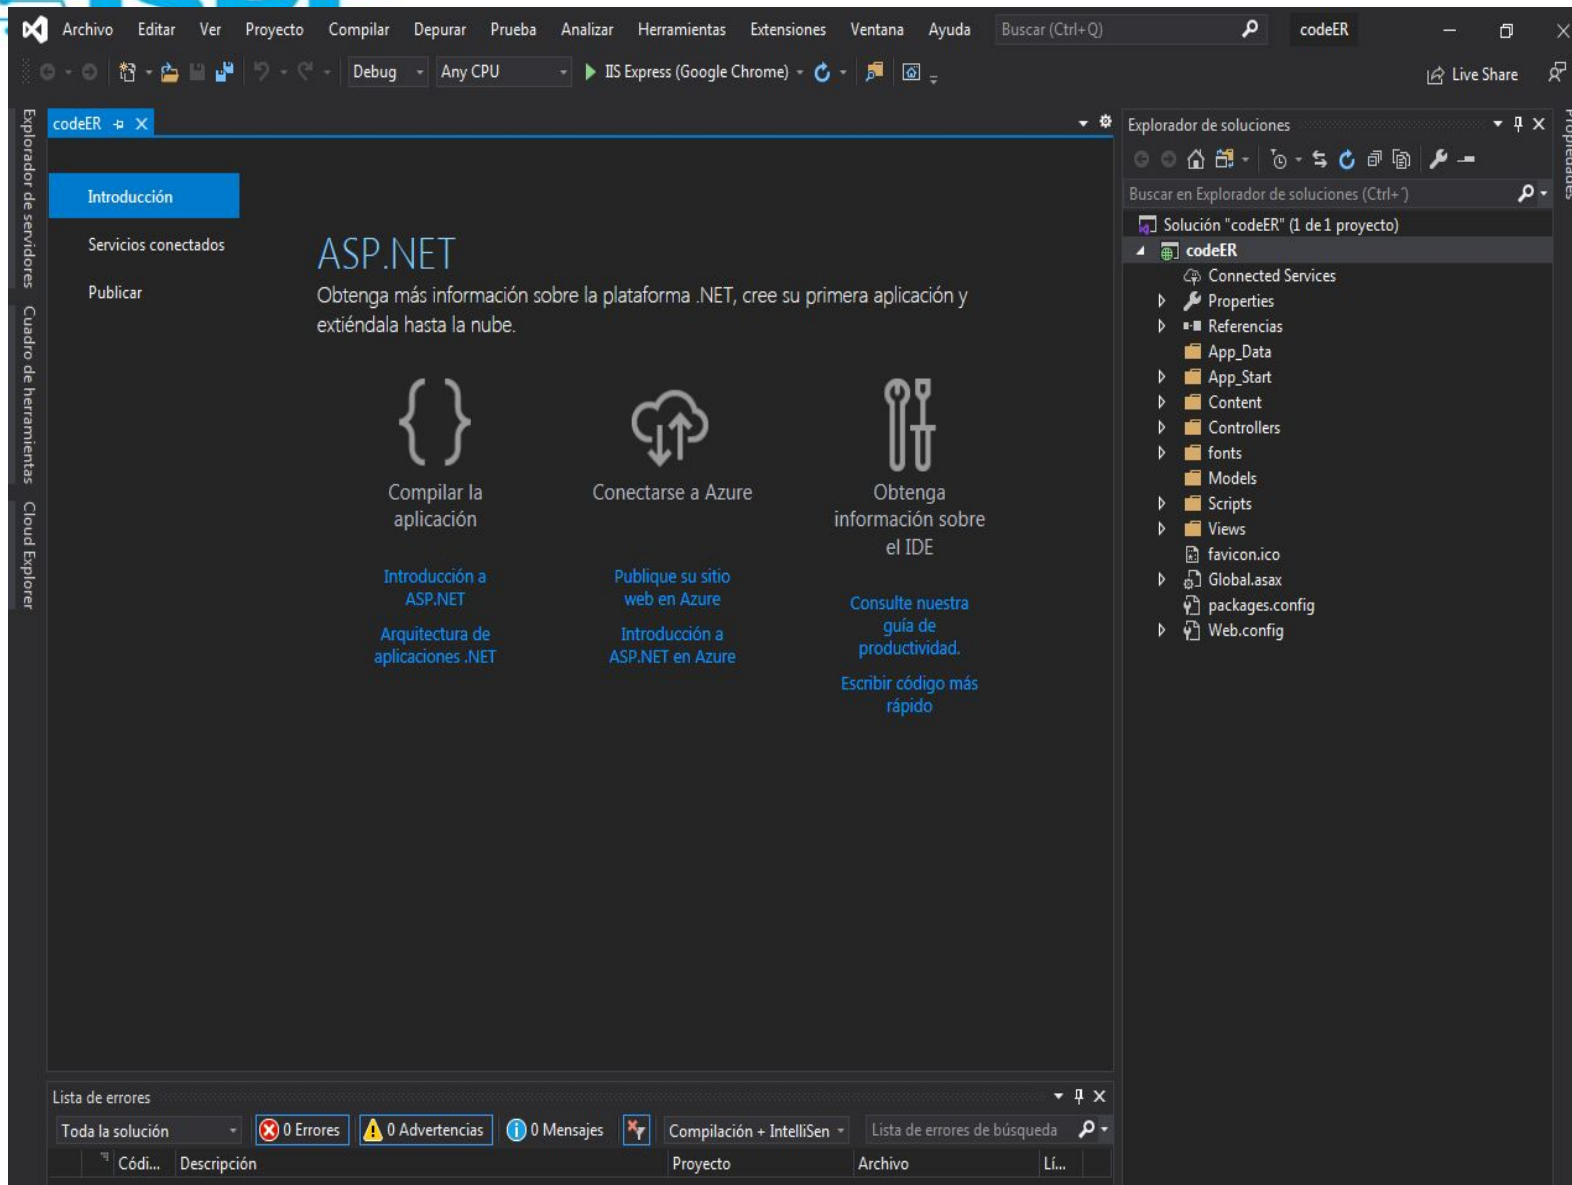 Archivo Editar Ver Proyecto Compilar Depurar Prueba Analizar Herramientas Extensiones Ventana Ayuda Buscar (Ctrl+Q) codeER
Debug Any CPU IIS Express (Google Chrome) Live Share
Explorador de servidores
Cuadro de herramientas
Cloud Explorer
codeER
Introducción
Servicios conectados
Publicar
ASP.NET
Obtenga más información sobre la plataforma .NET, cree su primera aplicación y
extiéndala hasta la nube.
Compilar la
aplicación
Introducción a
ASP.NET
Arquitectura de
aplicaciones .NET
Conectarse a Azure
Publique su sitio
web en Azure
Introducción a
ASP.NET en Azure
Obtenga
información sobre
el IDE
Consulte nuestra
guía de
productividad.
Escribir código más
rápido
Explorador de soluciones
Buscar en Explorador de soluciones (Ctrl+´)
Solución "codeER" (1 de 1 proyecto)
codeER
Connected Services
Properties
Referencias
App_Data
App_Start
Content
Controllers
fonts
Models
Scripts
Views
favicon.ico
Global.asax
packages.config
Web.config
Propiedades
Lista de errores
Toda la solución 0 Errores 0 Advertencias 0 Mensajes Compilación + IntelliSen Lista de errores de búsqueda
Códi... Descripción Proyecto Archivo Lí...